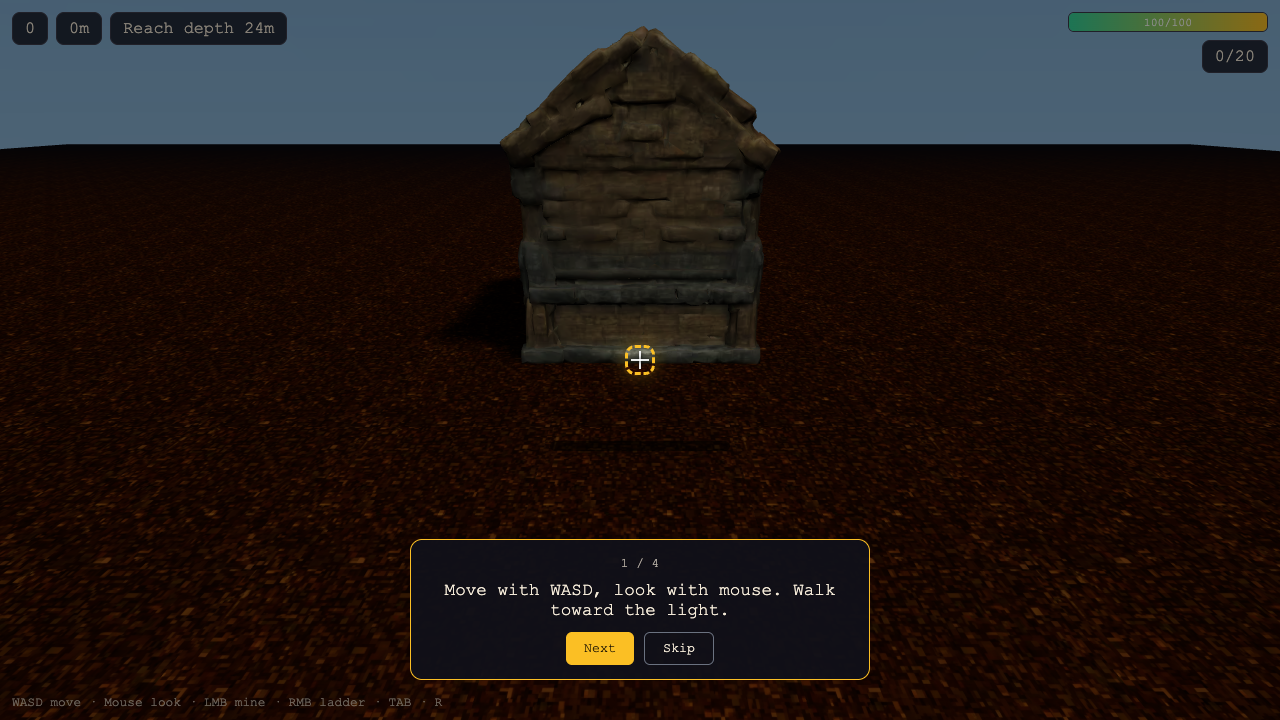 0
0m
Reach depth 24m
100/100
0/20
1 / 4
Move with WASD, look with mouse. Walk
toward the light.
Next
Skip
WASD move · Mouse look · LMB mine · RMB ladder · TAB · R